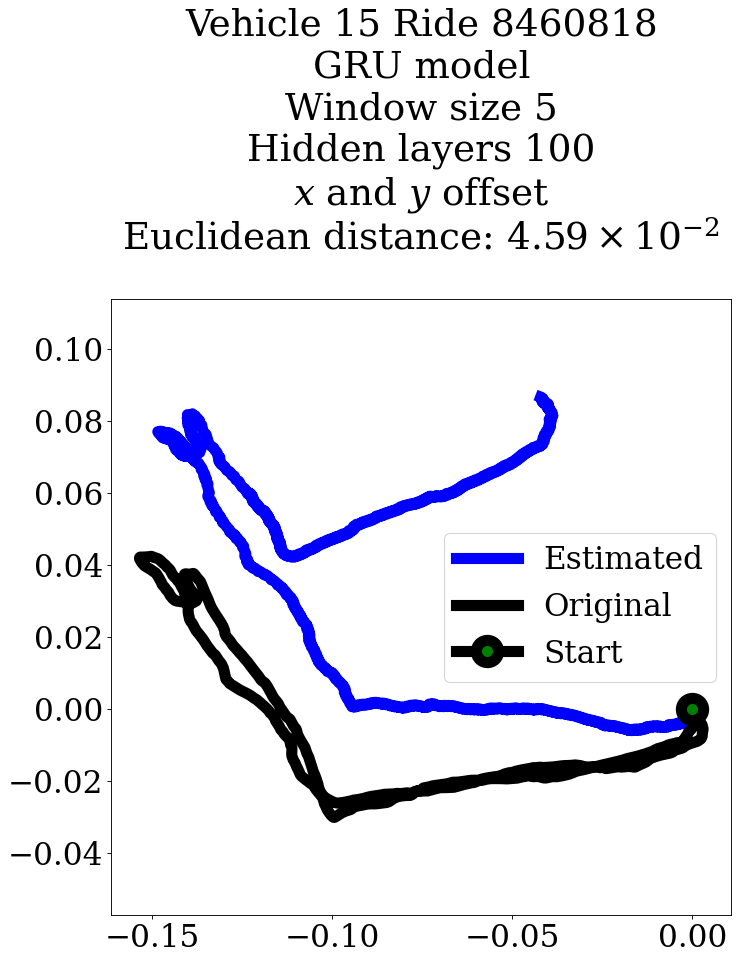 Vehicle 15 Ride 8460818
GRU model
Window size 5
Hidden layers 100
x and y offset
Euclidean distance: 4.59 × 10⁻²
0.10
0.08
0.06
0.04
0.02
0.00
−0.02
−0.04
Estimated
Original
Start
−0.15
−0.10
−0.05
0.00